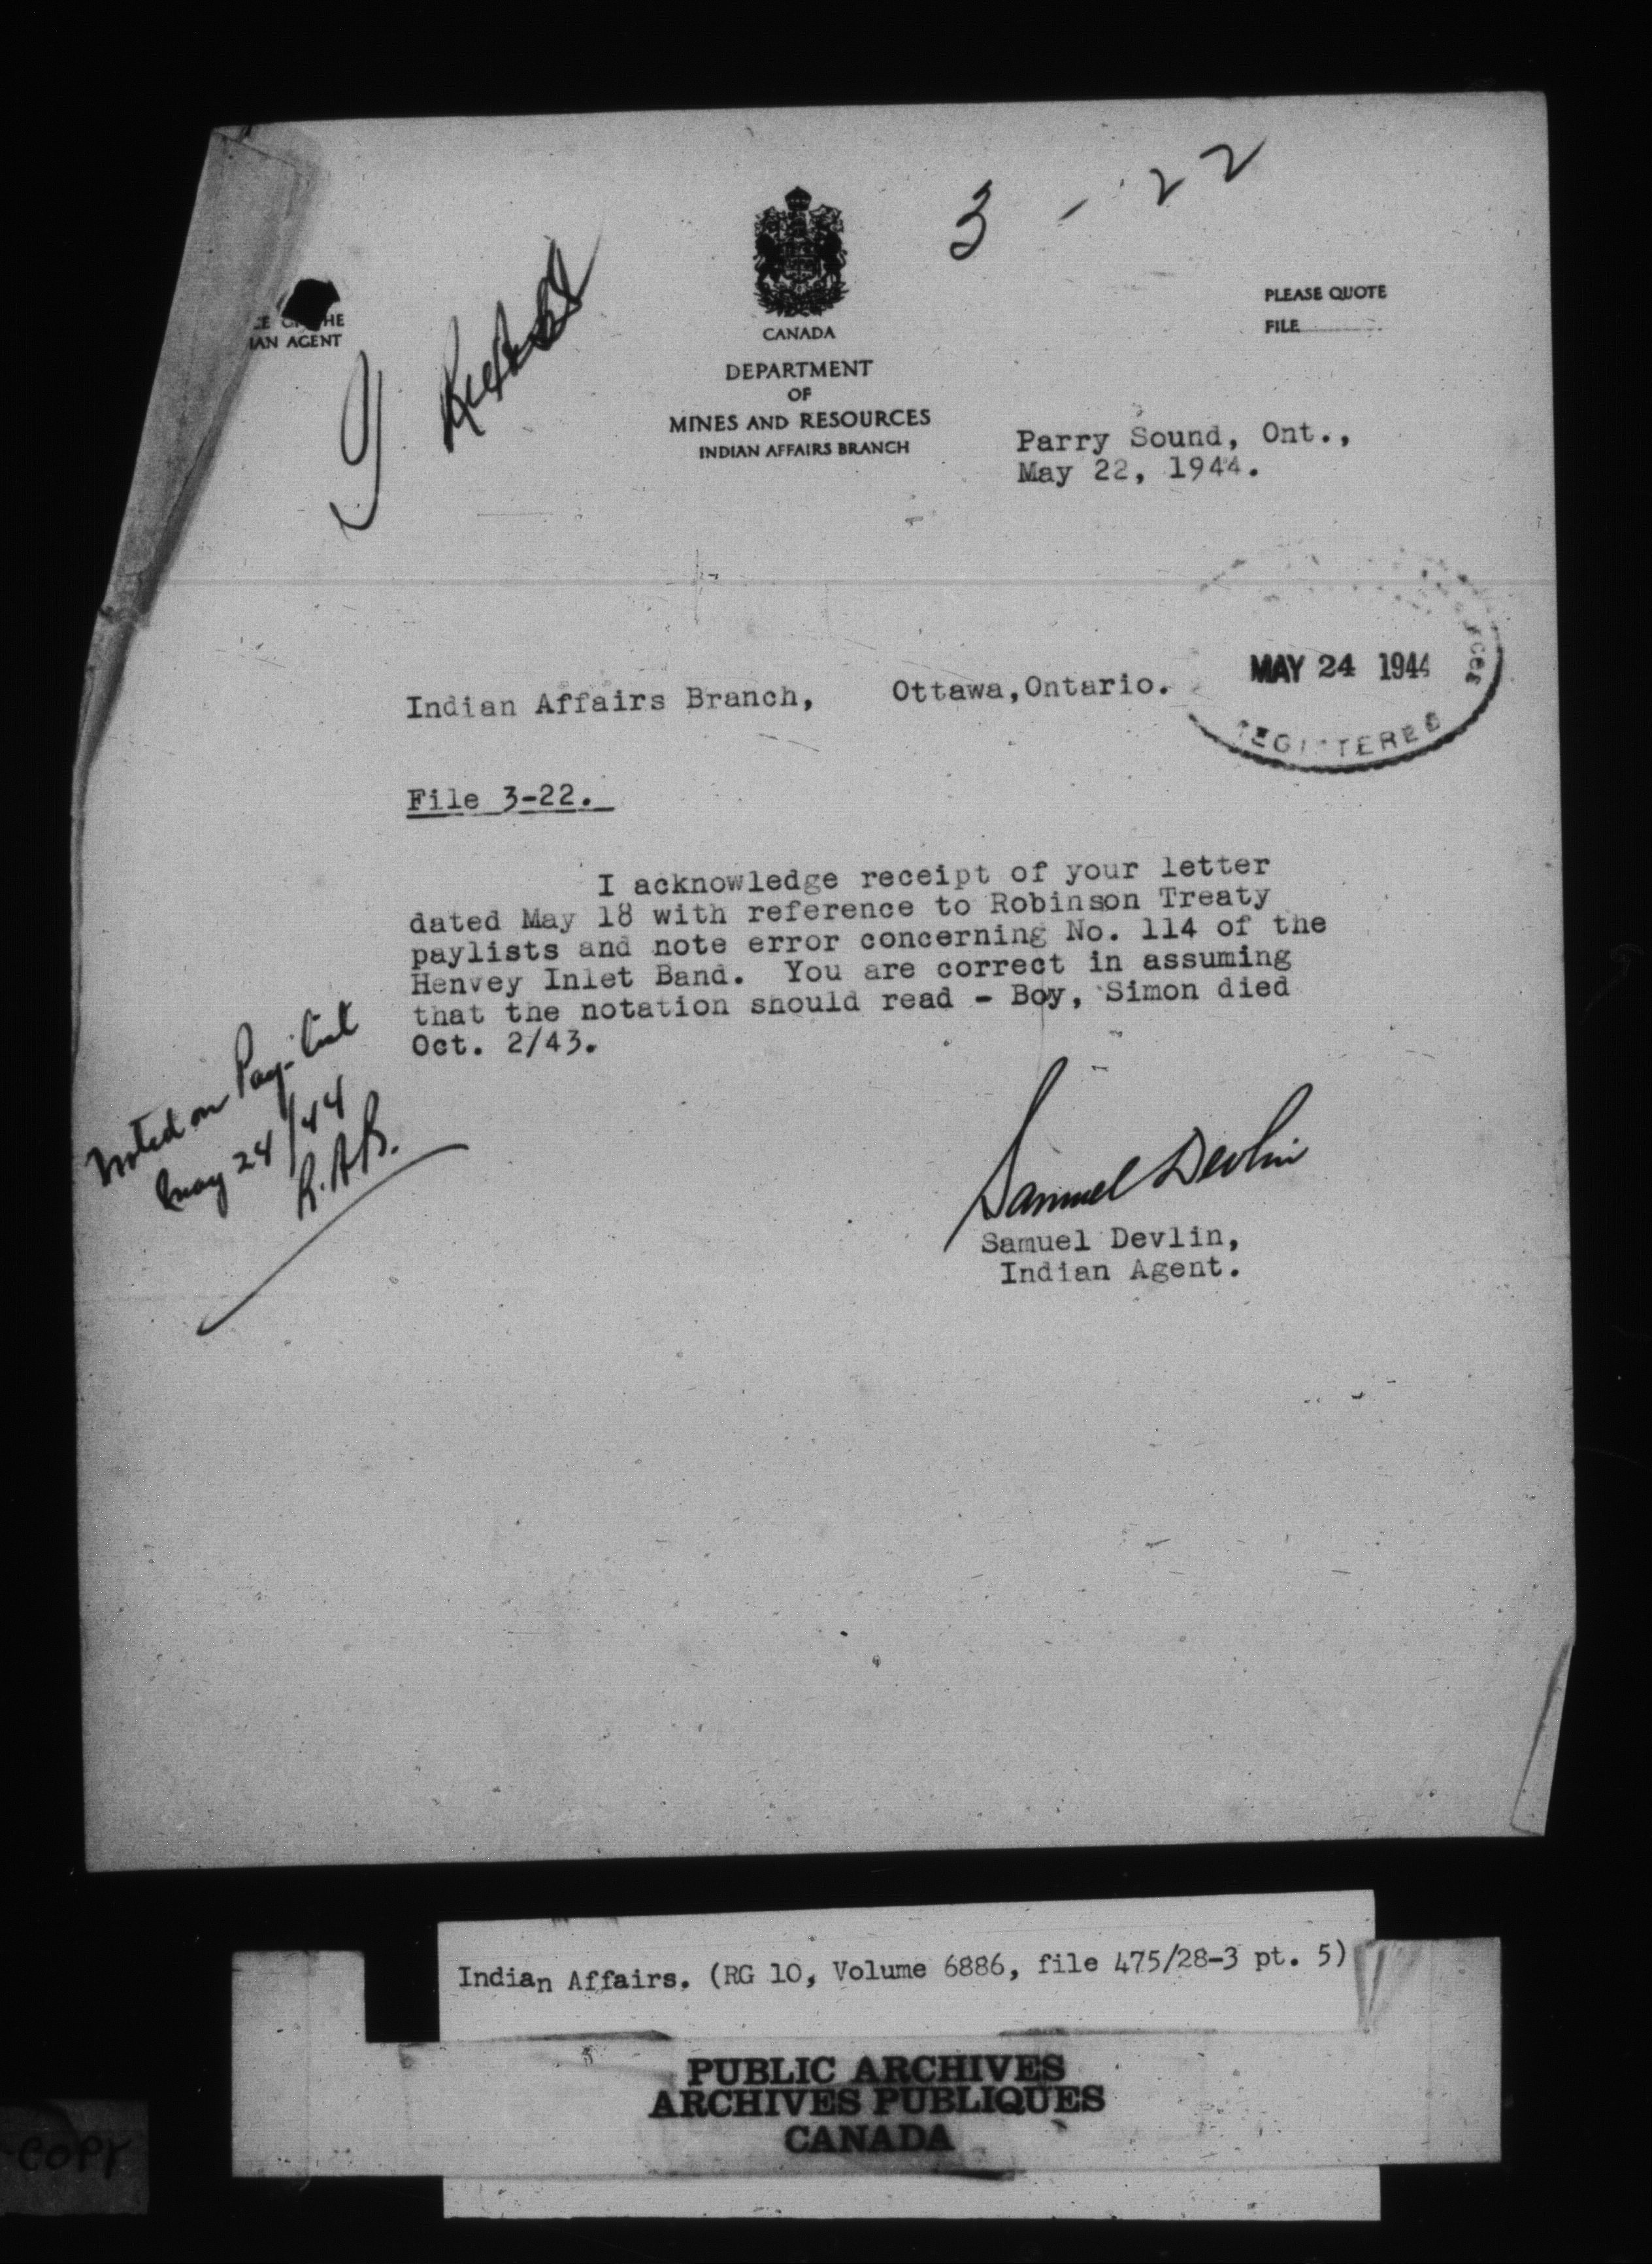 3-22
CE OF THE
IAN AGENT
CANADA
DEPARTMENT
OF
MINES AND RESOURCES
INDIAN AFFAIRS BRANCH
PLEASE QUOTE
FILE
Parry Sound, Ont.,
May 22, 1944.
MAY 24 1944
REGISTERED
Indian Affairs Branch, Ottawa,Ontario.
File 3-22.
I acknowledge receipt of your letter
dated May 18 with reference to Robinson Treaty
paylists and note error concerning No. 114 of the
Henvey Inlet Band. You are correct in assuming
that the notation should read - Boy, Simon died
Oct. 2/43.
Noted on Pay-list
May 24/44
Samuel Devlin
Samuel Devlin,
Indian Agent.
Indian Affairs. (RG 10, Volume 6886, file 475/28-3 pt. 5)
PUBLIC ARCHIVES
ARCHIVES PUBLIQUES
CANADA
COPY